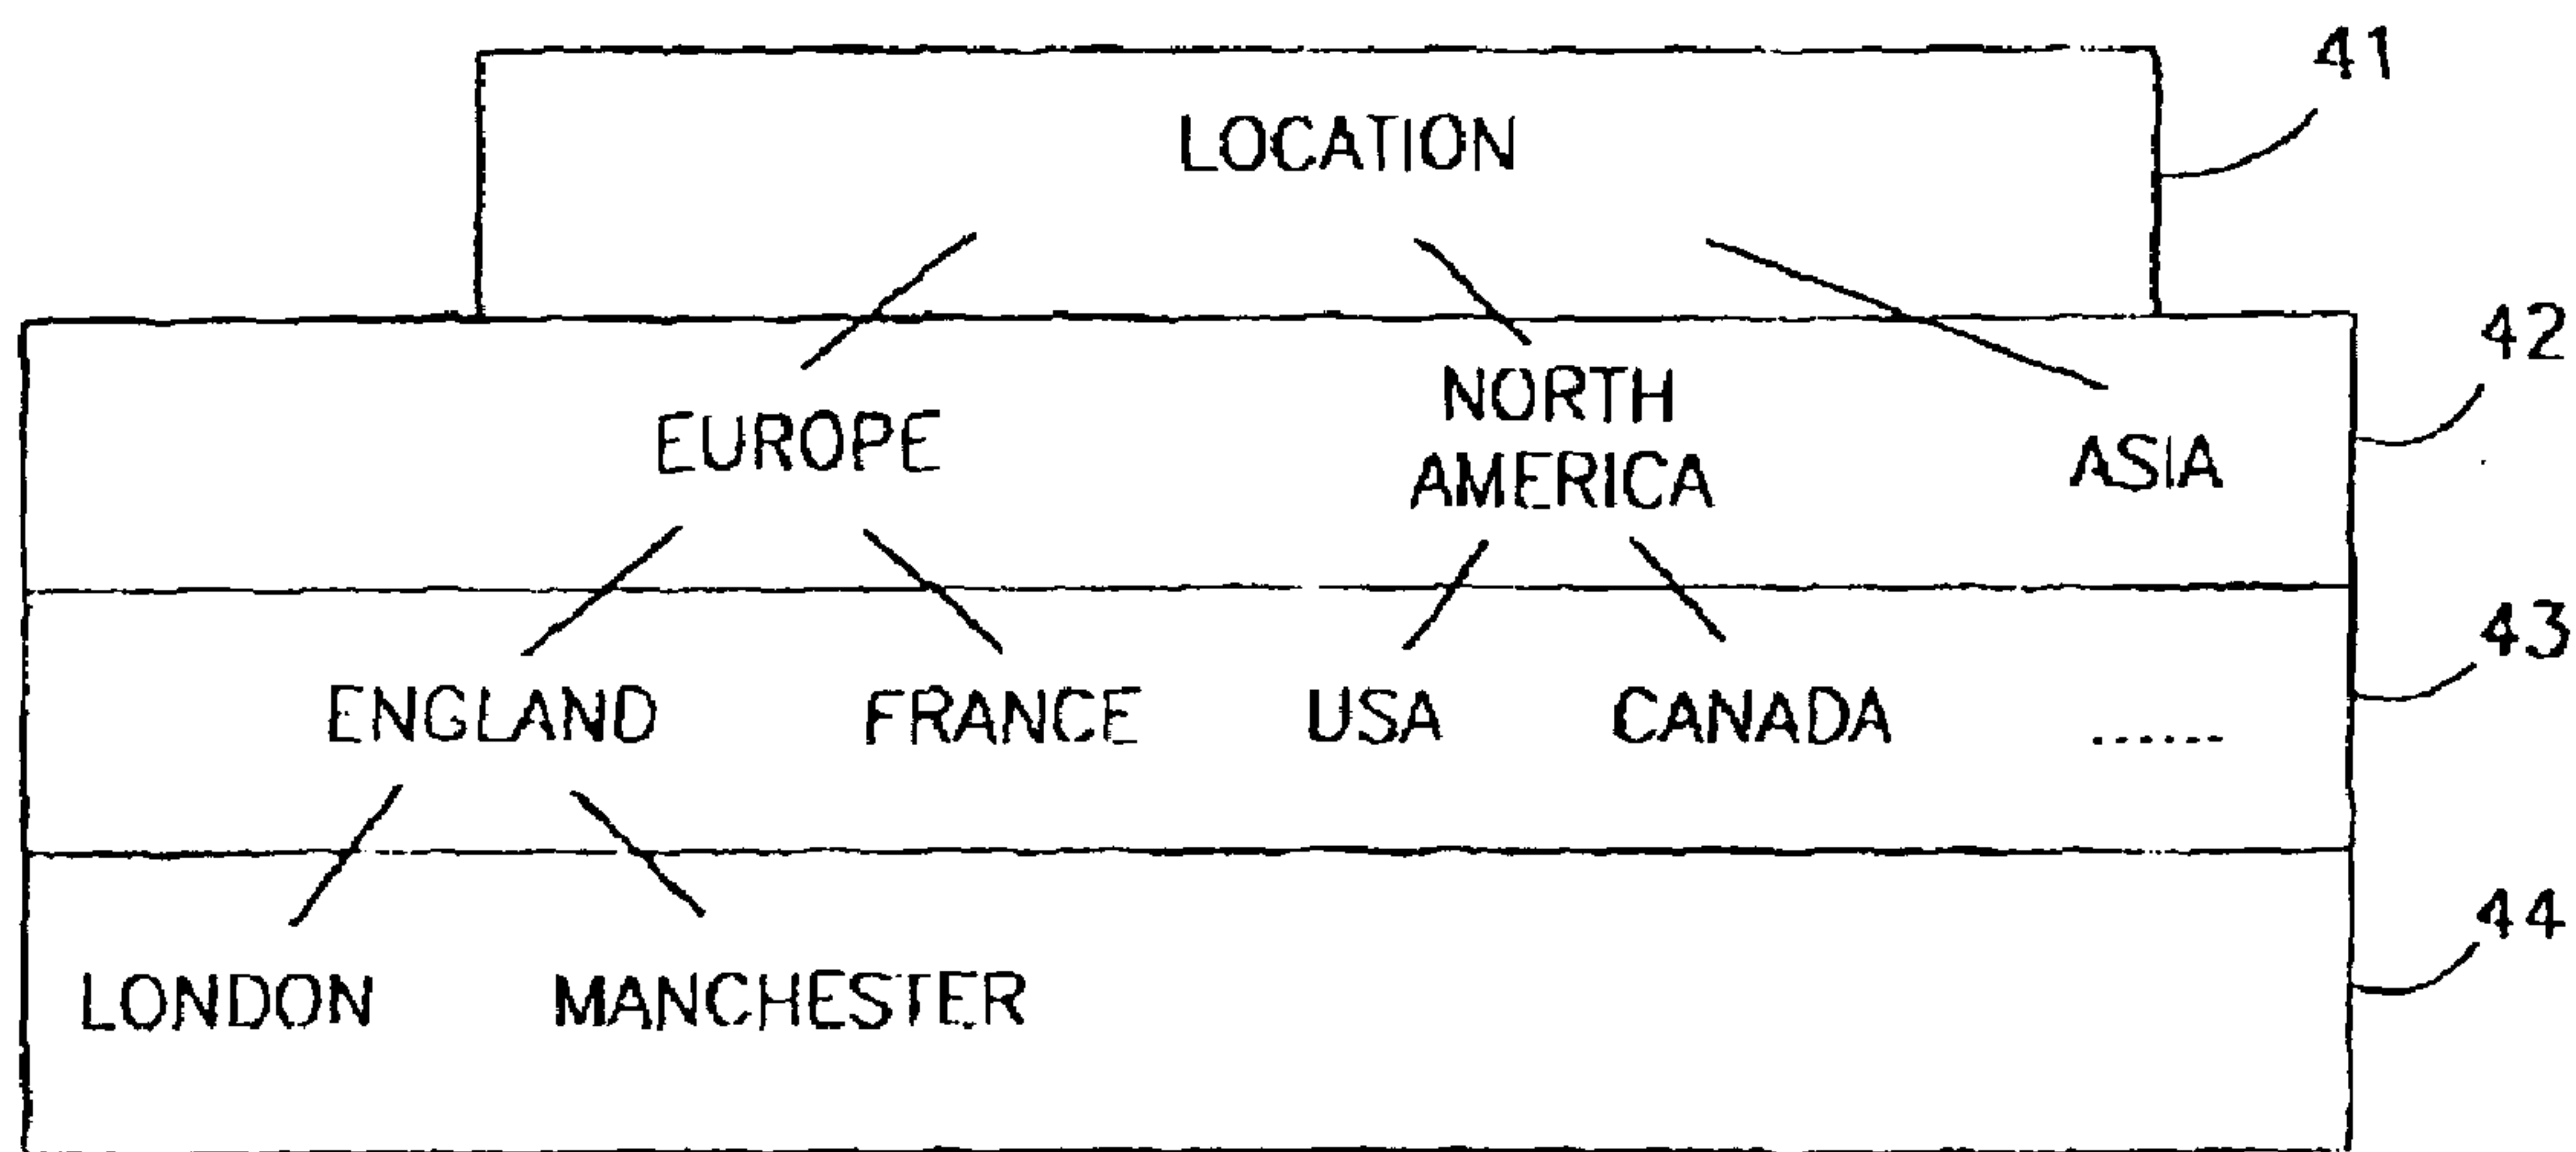 LOCATION
41
EUROPE
NORTH
AMERICA
ASIA
42
ENGLAND
FRANCE
USA
CANADA
......
43
LONDON
MANCHESTER
44